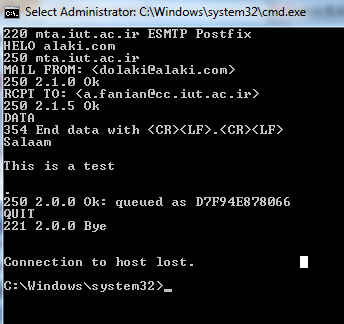 Select Administrator: C:\Windows\system32\cmd.exe
220 mta.iut.ac.ir ESMTP Postfix
HELO alaki.com
250 mta.iut.ac.ir
MAIL FROM: <dolaki@alaki.com>
250 2.1.0 Ok
RCPT TO: <a.fanian@cc.iut.ac.ir>
250 2.1.5 Ok
DATA
354 End data with <CR><LF>.<CR><LF>
Salaam
This is a test
.
250 2.0.0 Ok: queued as D7F94E878066
QUIT
221 2.0.0 Bye
Connection to host lost.
C:\Windows\system32>_